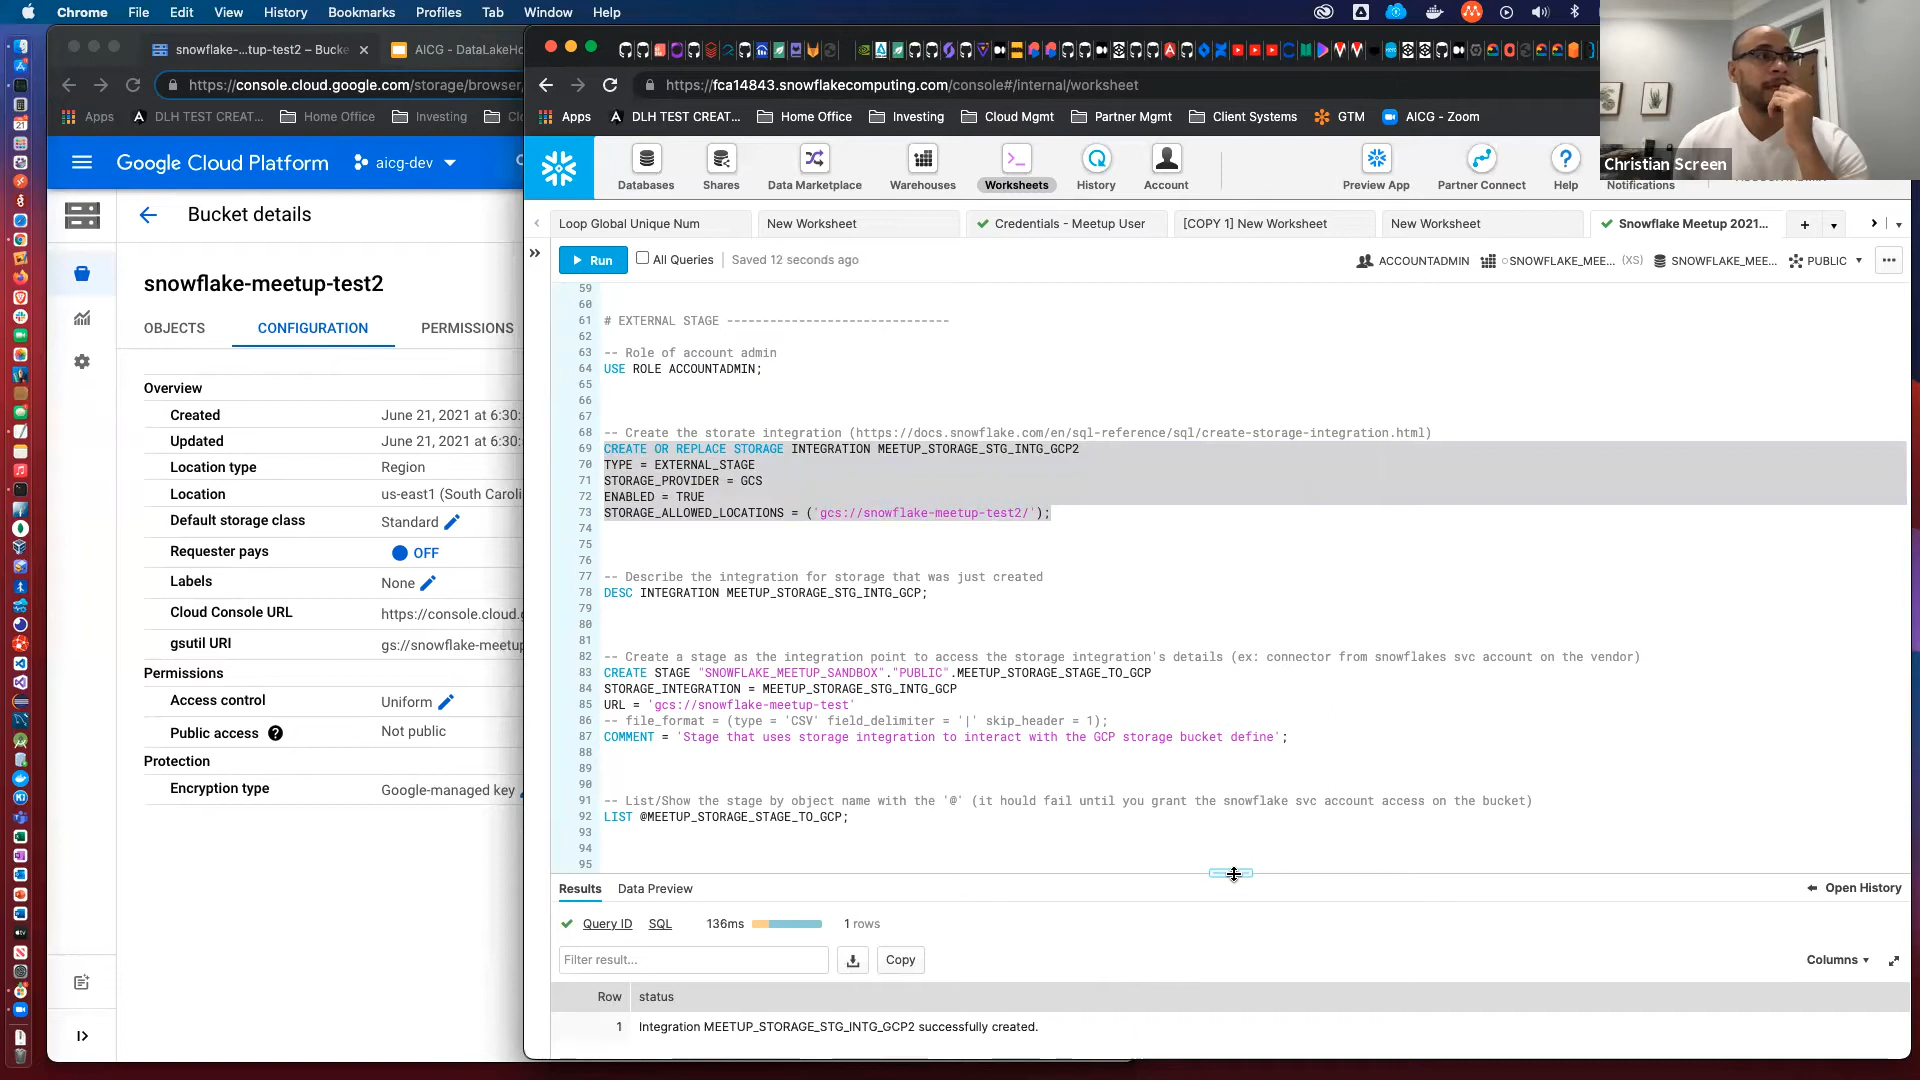 Chrome File Edit View History Bookmarks Profiles Tab Window Help
snowflake-...tup-test2 – Bucke
AICG - DataLakeHo
https://console.cloud.google.com/storage/browser,
Apps DLH TEST CREAT... Home Office Investing
Google Cloud Platform aicg-dev
Bucket details
snowflake-meetup-test2
OBJECTS CONFIGURATION PERMISSIONS
Overview
Created June 21, 2021 at 6:30:
Updated June 21, 2021 at 6:30:
Location type Region
Location us-east1 (South Caroli
Default storage class Standard
Requester pays OFF
Labels None
Cloud Console URL https://console.cloud.g
gsutil URI gs://snowflake-meetup
Permissions
Access control Uniform
Public access ? Not public
Protection
Encryption type Google-managed key
https://fca14843.snowflakecomputing.com/console#/internal/worksheet
Apps DLH TEST CREAT... Home Office Investing Cloud Mgmt Partner Mgmt Client Systems GTM AICG - Zoom
Databases Shares Data Marketplace Warehouses Worksheets History Account Preview App Partner Connect Help Notifications
Christian Screen
Loop Global Unique Num New Worksheet Credentials - Meetup User [COPY 1] New Worksheet New Worksheet Snowflake Meetup 2021...
Run All Queries Saved 12 seconds ago ACCOUNTADMIN SNOWFLAKE_MEE... (XS) SNOWFLAKE_MEE... PUBLIC
59
60
61 # EXTERNAL STAGE -------------------------------
62
63 -- Role of account admin
64 USE ROLE ACCOUNTADMIN;
65
66
67
68 -- Create the storate integration (https://docs.snowflake.com/en/sql-reference/sql/create-storage-integration.html)
69 CREATE OR REPLACE STORAGE INTEGRATION MEETUP_STORAGE_STG_INTG_GCP2
70 TYPE = EXTERNAL_STAGE
71 STORAGE_PROVIDER = GCS
72 ENABLED = TRUE
73 STORAGE_ALLOWED_LOCATIONS = ('gcs://snowflake-meetup-test2/');
74
75
76
77 -- Describe the integration for storage that was just created
78 DESC INTEGRATION MEETUP_STORAGE_STG_INTG_GCP;
79
80
81
82 -- Create a stage as the integration point to access the storage integration's details (ex: connector from snowflakes svc account on the vendor)
83 CREATE STAGE "SNOWFLAKE_MEETUP_SANDBOX"."PUBLIC".MEETUP_STORAGE_STAGE_TO_GCP
84 STORAGE_INTEGRATION = MEETUP_STORAGE_STG_INTG_GCP
85 URL = 'gcs://snowflake-meetup-test'
86 -- file_format = (type = 'CSV' field_delimiter = '|' skip_header = 1);
87 COMMENT = 'Stage that uses storage integration to interact with the GCP storage bucket define';
88
89
90
91 -- List/Show the stage by object name with the '@' (it hould fail until you grant the snowflake svc account access on the bucket)
92 LIST @MEETUP_STORAGE_STAGE_TO_GCP;
93
94
95
Results Data Preview Open History
Query ID SQL 136ms 1 rows
Filter result... Copy Columns
Row status
1 Integration MEETUP_STORAGE_STG_INTG_GCP2 successfully created.